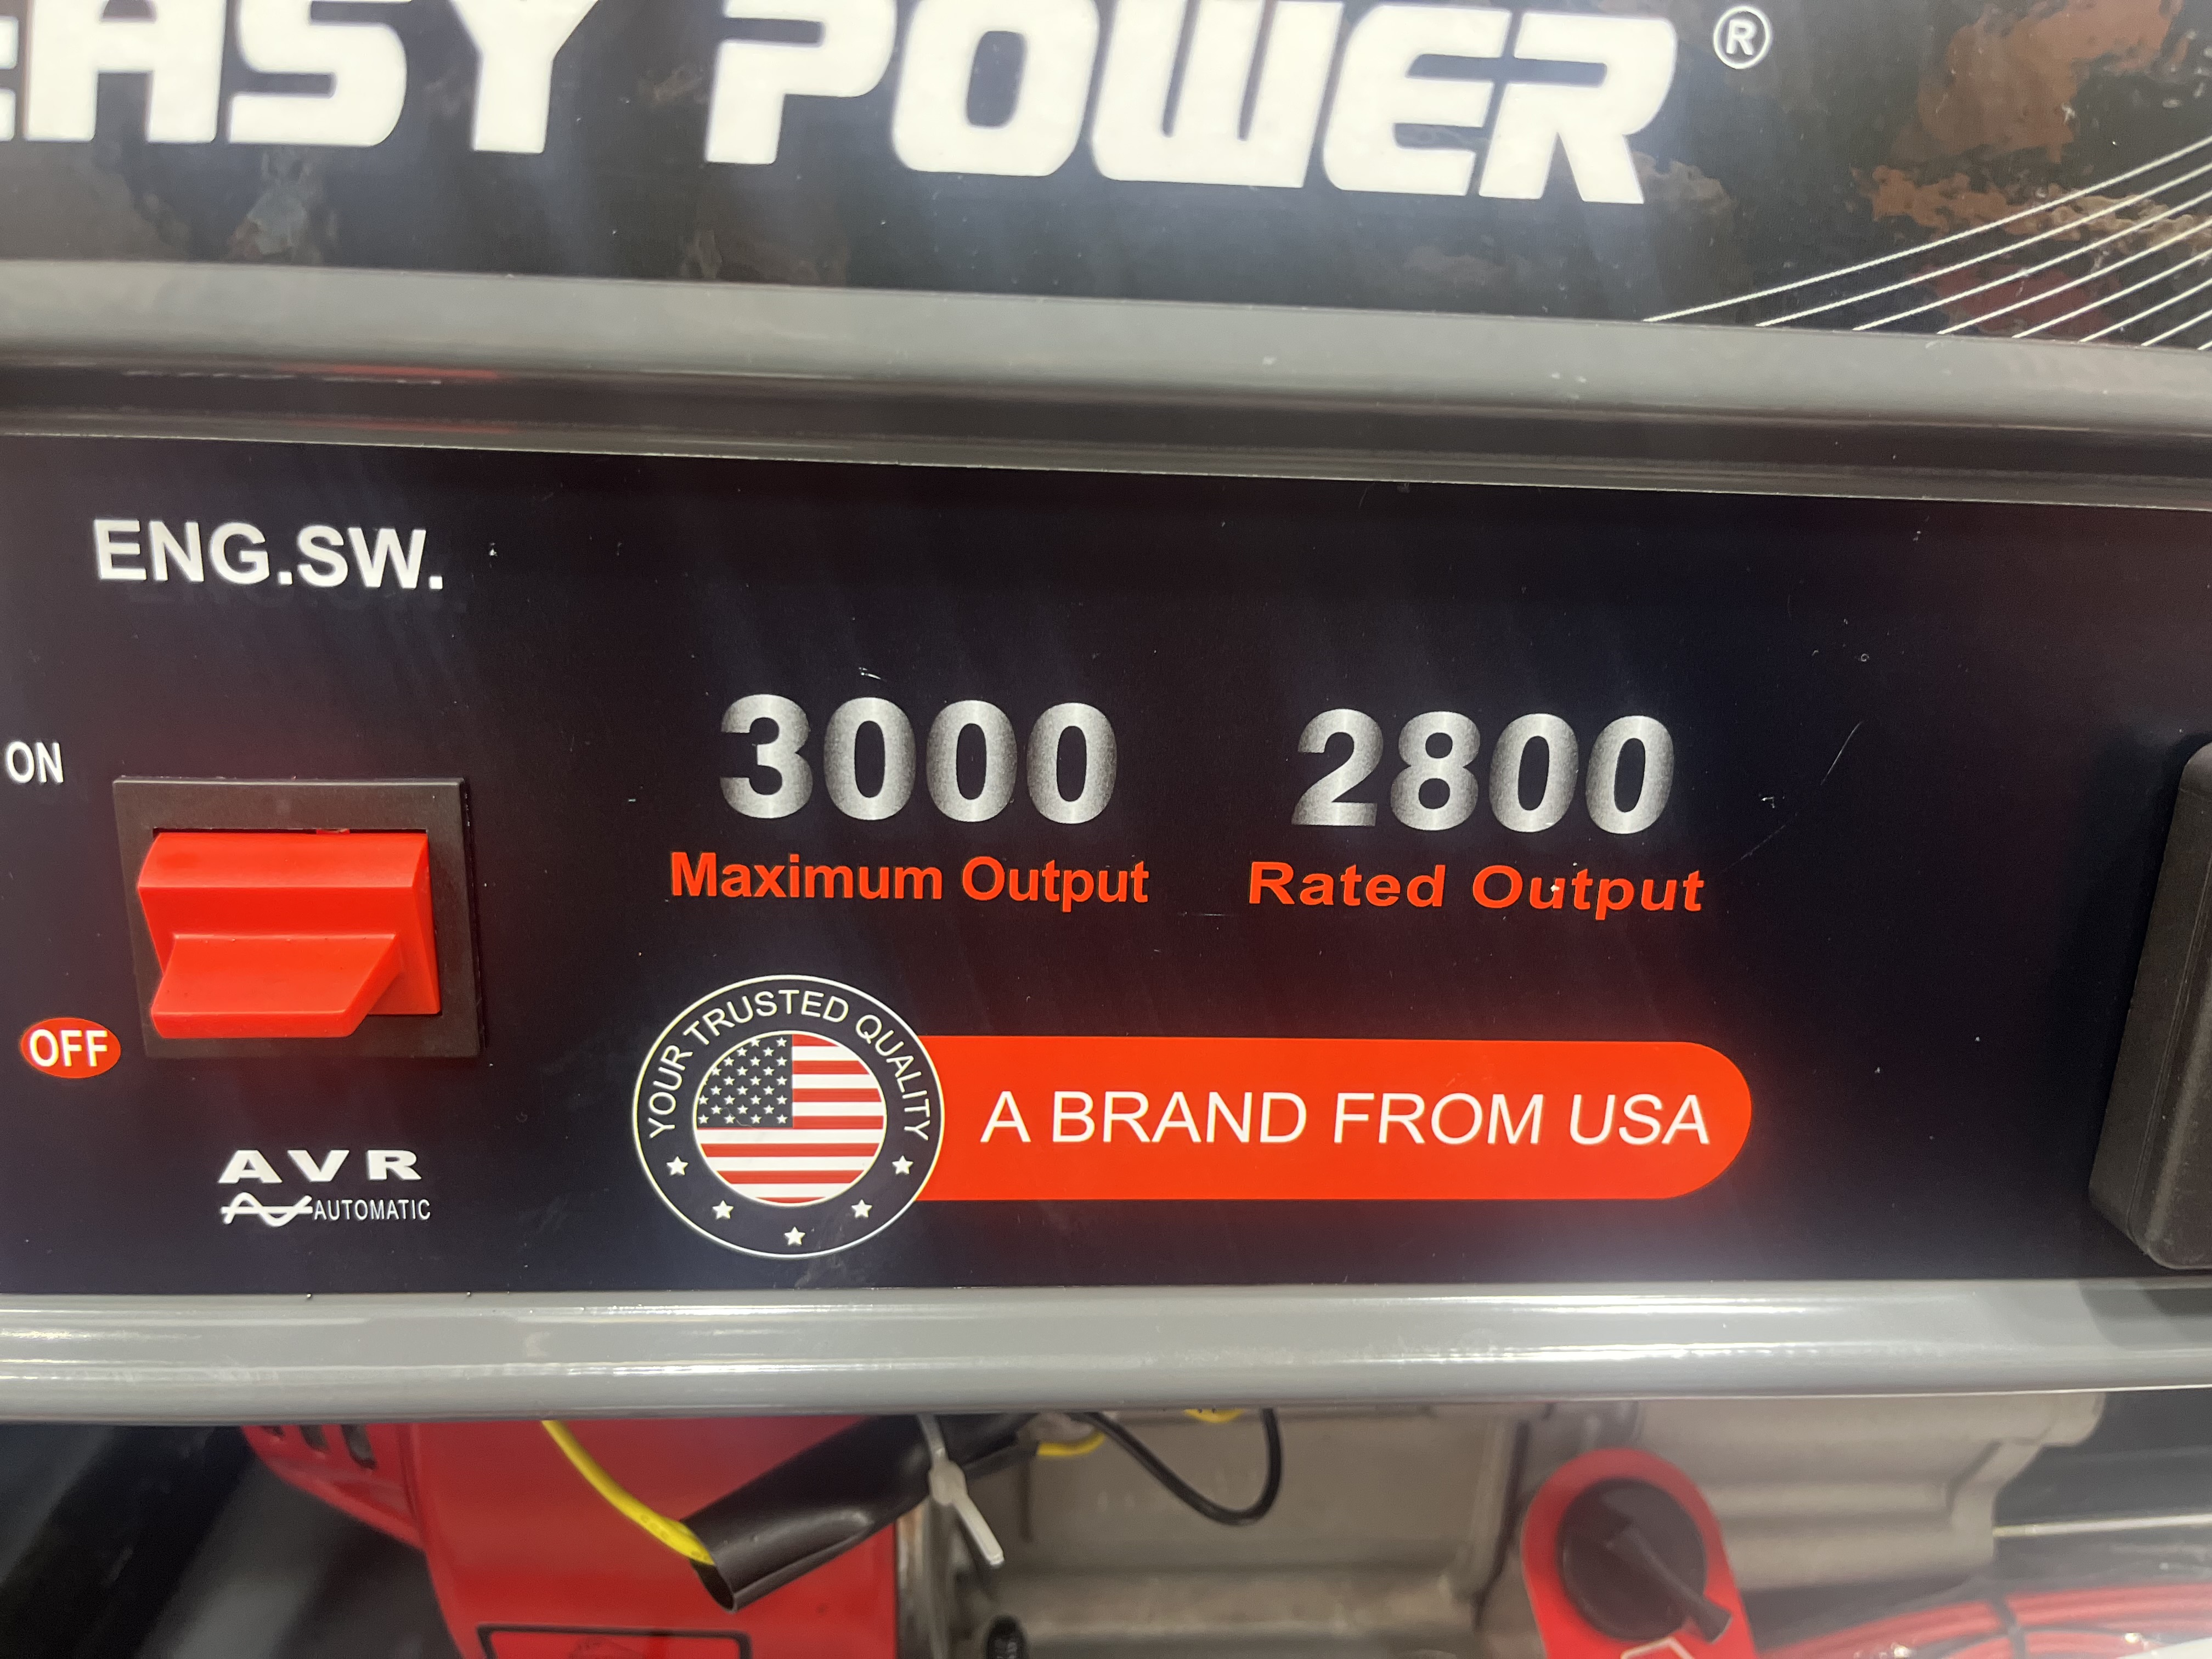 EASY POWER ®
ENG.SW.
ON
OFF
3000 2800
Maximum Output Rated Output
YOUR TRUSTED QUALITY
A BRAND FROM USA
AVR
AUTOMATIC